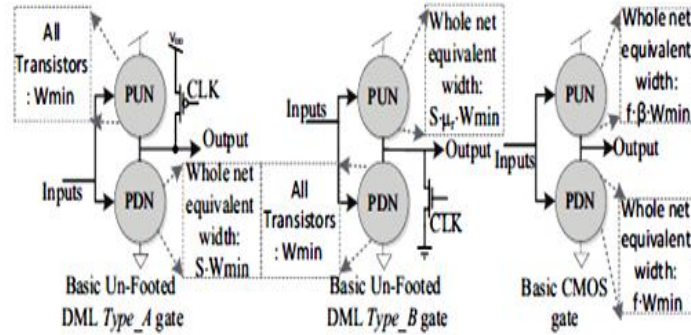 All
Transistors
: Wmin
V_DD
PUN
CLK
Output
Inputs
PDN
Whole net
equivalent
width:
S·Wmin
Basic Un-Footed
DML Type_A gate
Whole net
equivalent
width:
S·μᵣ·Wmin
PUN
Inputs
Output
All
Transistors
: Wmin
PDN
CLK
Basic Un-Footed
DML Type_B gate
Whole net
equivalent
width:
f·β·Wmin
PUN
Inputs
Output
PDN
Whole net
equivalent
width:
f·Wmin
Basic CMOS
gate